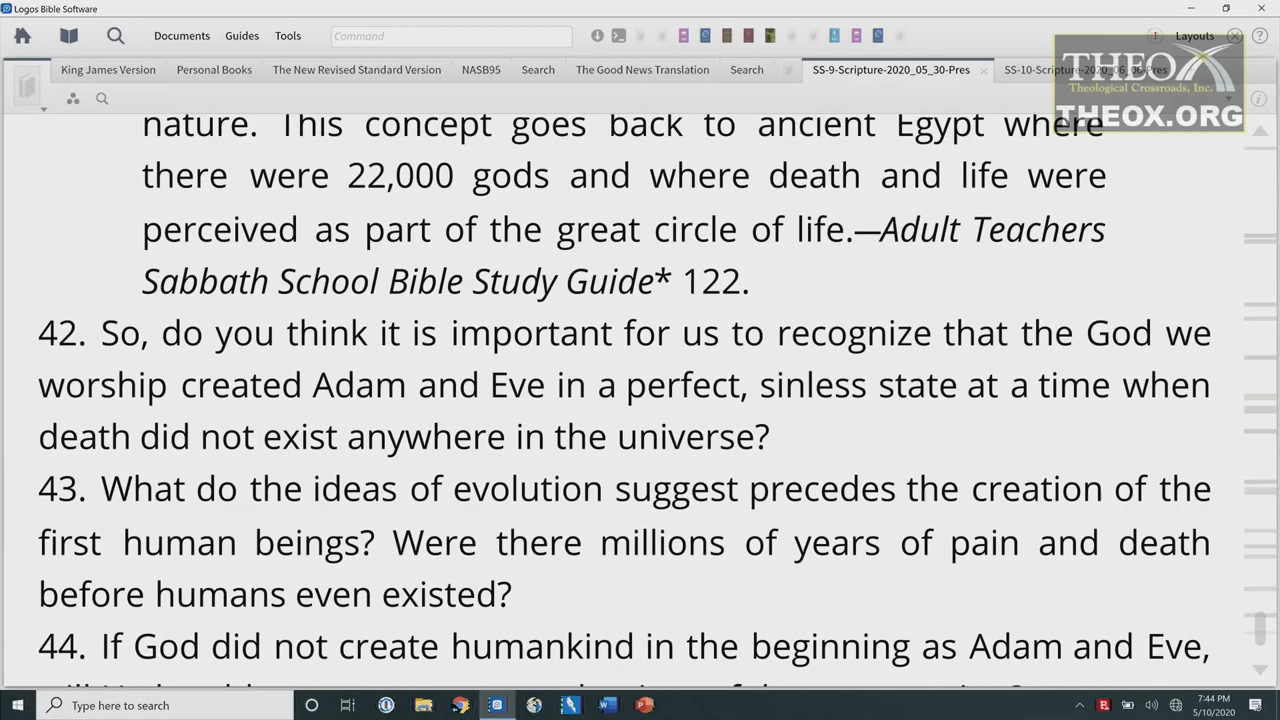 Logos Bible Software
Documents Guides Tools Command Layouts
King James Version Personal Books The New Revised NASB95 Search The Good News Translation Search SS-9-Scripture-2020_05_30-Pres SS-10-Scripture-2020_06_06-Pres
THEOX
Theological Crossroads, Inc.
THEOX.ORG
nature. This concept goes back to ancient Egypt where
there were 22,000 gods and where death and life were
perceived as part of the great circle of life.—Adult Teachers
Sabbath School Bible Study Guide* 122.
42. So, do you think it is important for us to recognize that the God we
worship created Adam and Eve in a perfect, sinless state at a time when
death did not exist anywhere in the universe?
43. What do the ideas of evolution suggest precedes the creation of the
first human beings? Were there millions of years of pain and death
before humans even existed?
44. If God did not create humankind in the beginning as Adam and Eve,
Type here to search
7:44 PM
5/10/2020